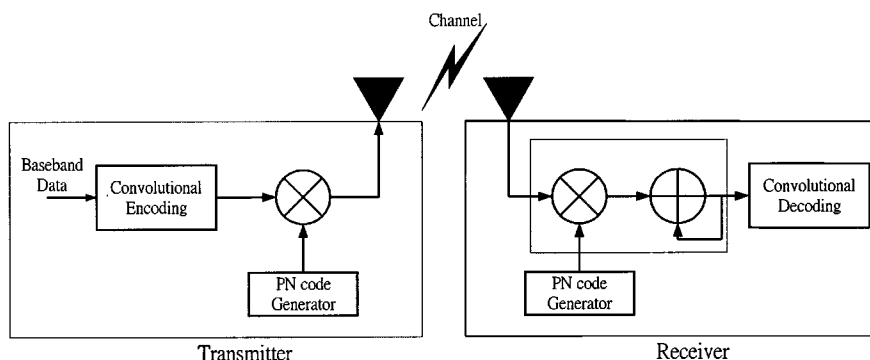 Channel
Baseband
Data
Convolutional
Encoding
PN code
Generator
Transmitter
Convolutional
Decoding
PN code
Generator
Receiver